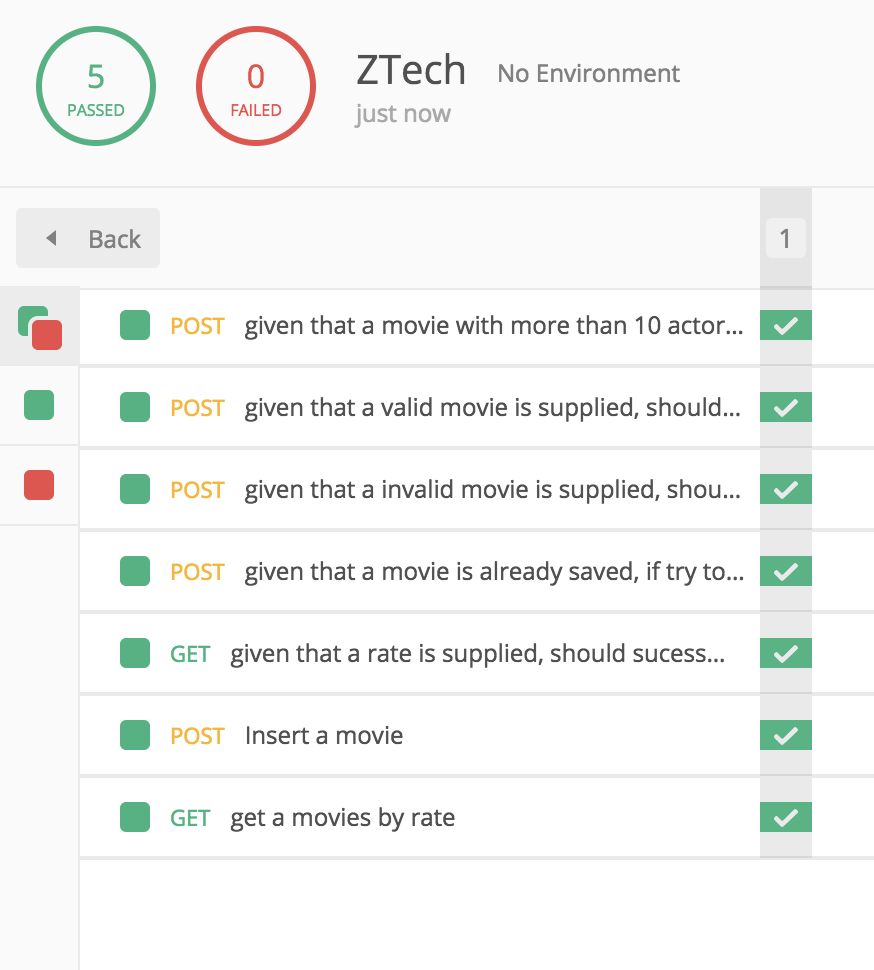 5
PASSED
0
FAILED
ZTech No Environment
just now
Back
1
POST given that a movie with more than 10 actor...
POST given that a valid movie is supplied, should...
POST given that a invalid movie is supplied, shou...
POST given that a movie is already saved, if try to...
GET given that a rate is supplied, should sucess...
POST Insert a movie
GET get a movies by rate